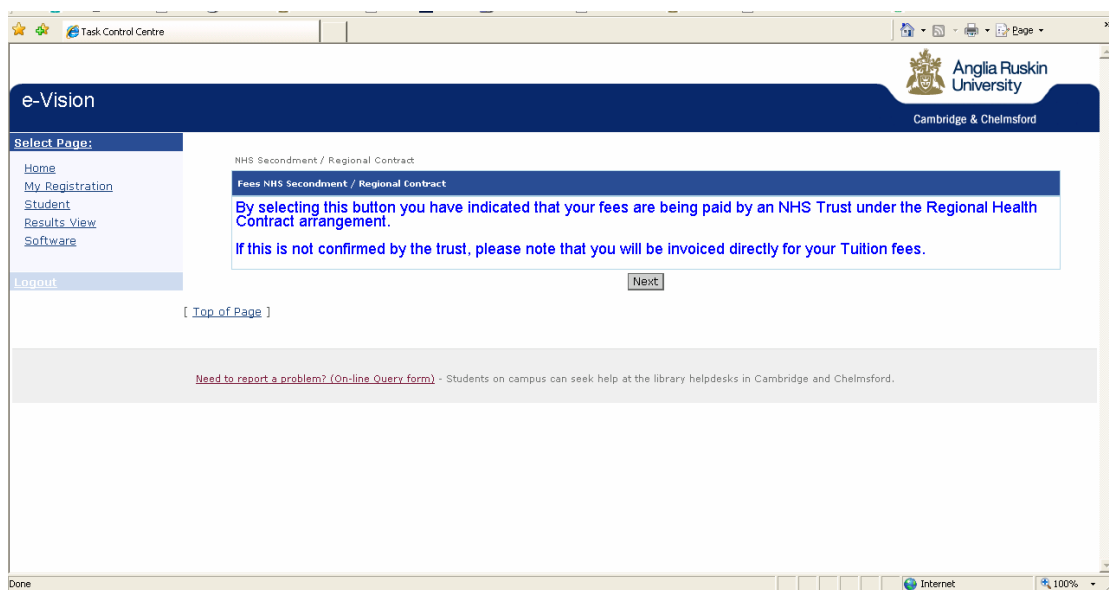 Task Control Centre
Page
Anglia Ruskin
University
e-Vision
Cambridge & Chelmsford
Select Page:
Home
My Registration
Student
Results View
Software
Logout
NHS Secondment / Regional Contract
Fees NHS Secondment / Regional Contract
By selecting this button you have indicated that your fees are being paid by an NHS Trust under the Regional Health
Contract arrangement.
If this is not confirmed by the trust, please note that you will be invoiced directly for your Tuition fees.
Next
[ Top of Page ]
Need to report a problem? (On-line Query form) - Students on campus can seek help at the library helpdesks in Cambridge and Chelmsford.
Done
Internet
100%